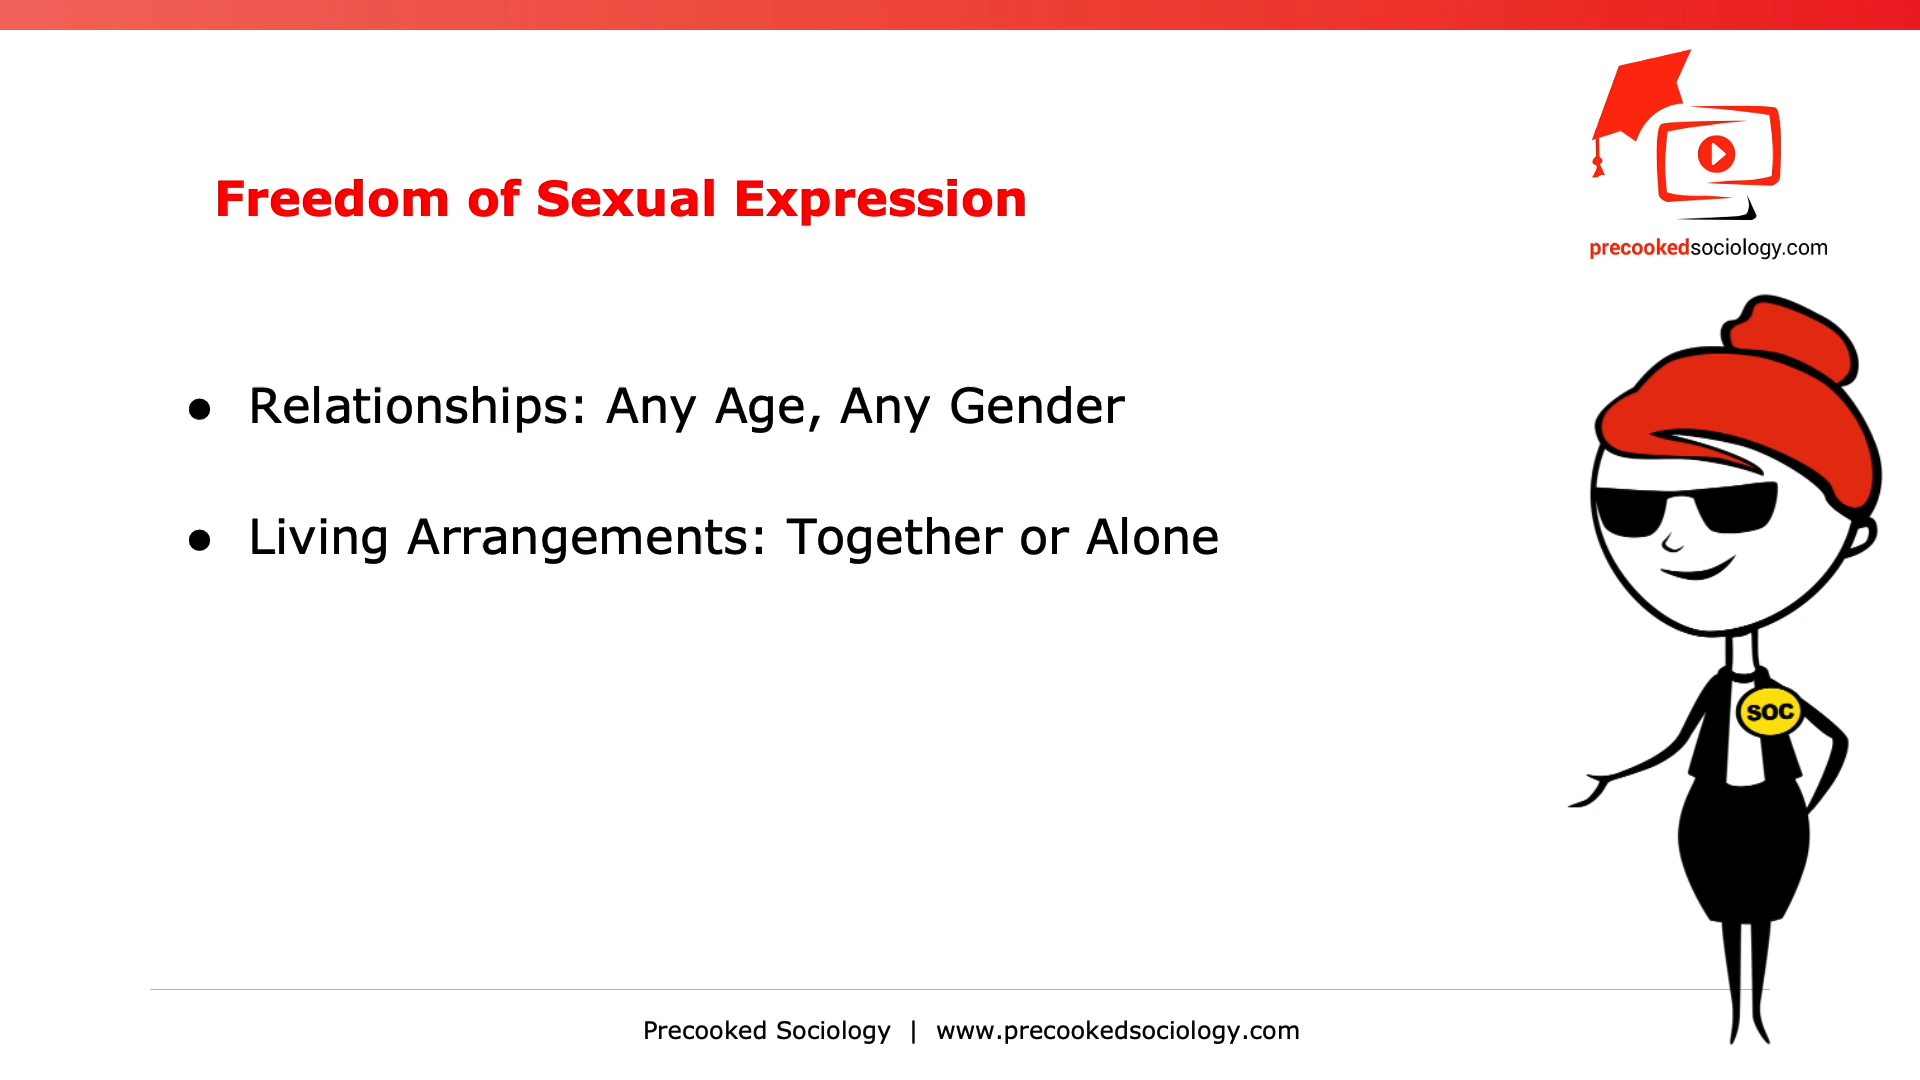 precookedsociology.com
Freedom of Sexual Expression
● Relationships: Any Age, Any Gender
● Living Arrangements: Together or Alone
SOC
Precooked Sociology | www.precookedsociology.com